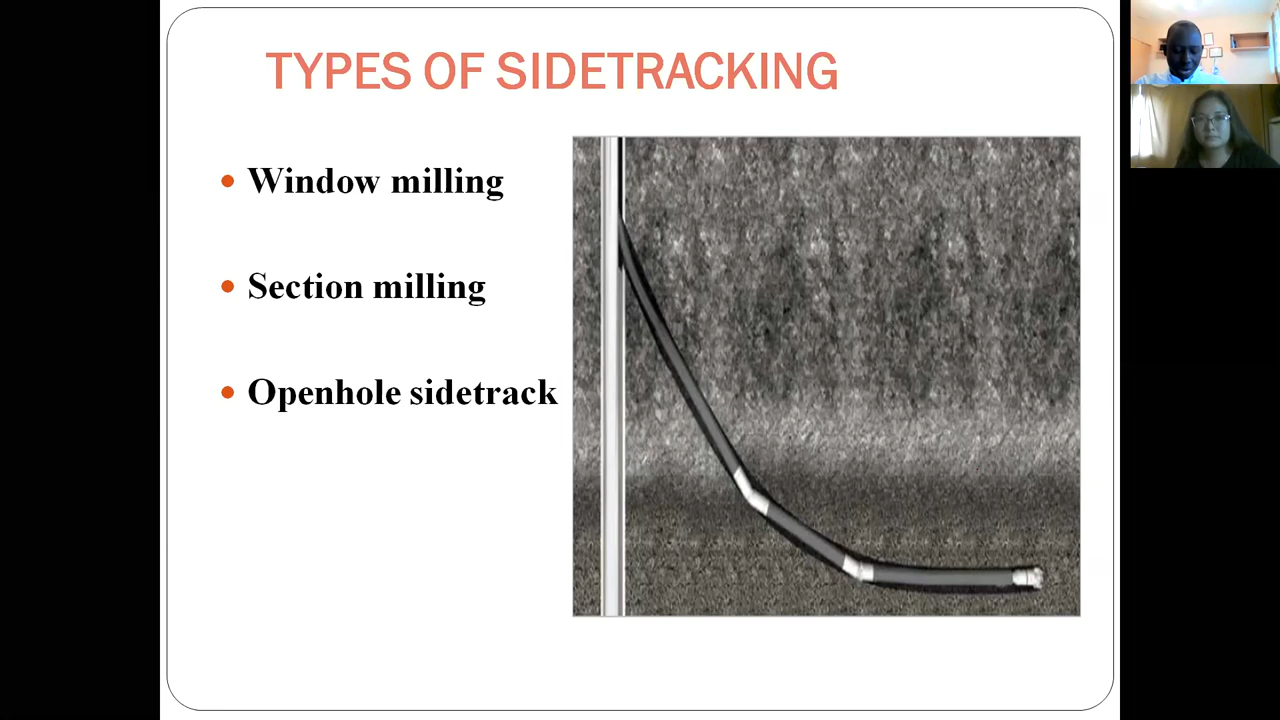 TYPES OF SIDETRACKING
Window milling
Section milling
Openhole sidetrack